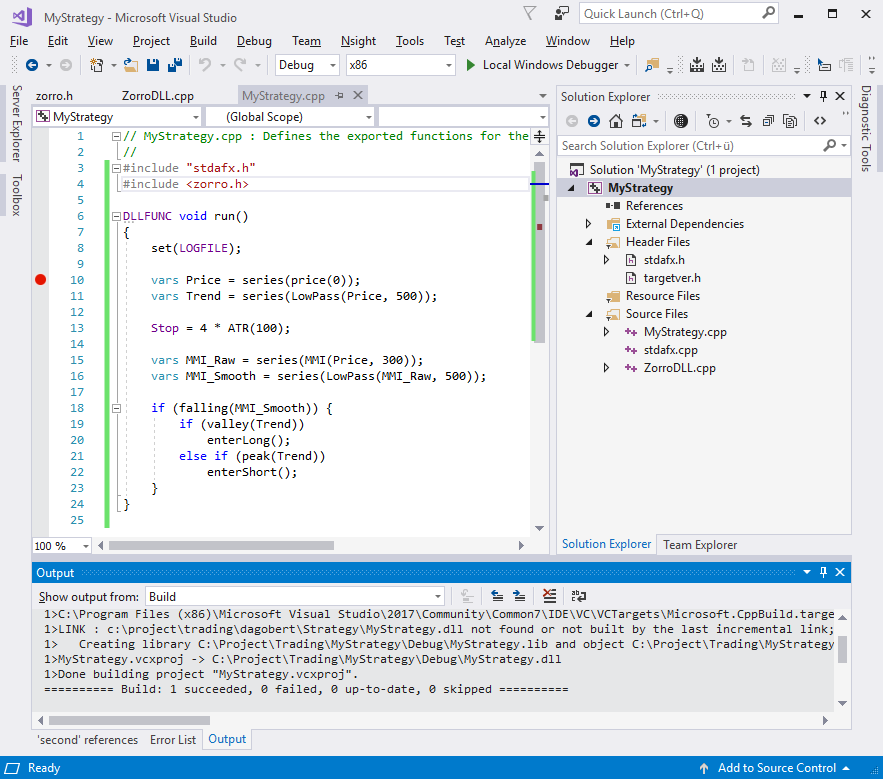 MyStrategy - Microsoft Visual Studio
Quick Launch (Ctrl+Q)
File Edit View Project Build Debug Team Nsight Tools Test Analyze Window Help
Debug x86 Local Windows Debugger
Server Explorer
Toolbox
zorro.h ZorroDLL.cpp MyStrategy.cpp
MyStrategy (Global Scope)
1 // MyStrategy.cpp : Defines the exported functions for the
2 //
3 #include "stdafx.h"
4 #include <zorro.h>
5
6 DLLFUNC void run()
7 {
8 set(LOGFILE);
9
10 vars Price = series(price(0));
11 vars Trend = series(LowPass(Price, 500));
12
13 Stop = 4 * ATR(100);
14
15 vars MMI_Raw = series(MMI(Price, 300));
16 vars MMI_Smooth = series(LowPass(MMI_Raw, 500));
17
18 if (falling(MMI_Smooth)) {
19 if (valley(Trend))
20 enterLong();
21 else if (peak(Trend))
22 enterShort();
23 }
24 }
25
100 %
Solution Explorer
Search Solution Explorer (Ctrl+ü)
Solution 'MyStrategy' (1 project)
MyStrategy
References
External Dependencies
Header Files
stdafx.h
targetver.h
Resource Files
Source Files
MyStrategy.cpp
stdafx.cpp
ZorroDLL.cpp
Solution Explorer Team Explorer
Diagnostic Tools
Output
Show output from: Build
1>C:\Program Files (x86)\Microsoft Visual Studio\2017\Community\Common7\IDE\VC\VCTargets\Microsoft.CppBuild.targe
1>LINK : c:\project\trading\dagobert\Strategy\MyStrategy.dll not found or not built by the last incremental link;
1> Creating library C:\Project\Trading\MyStrategy\Debug\MyStrategy.lib and object C:\Project\Trading\MyStrategy
1>MyStrategy.vcxproj -> C:\Project\Trading\MyStrategy\Debug\MyStrategy.dll
1>Done building project "MyStrategy.vcxproj".
========== Build: 1 succeeded, 0 failed, 0 up-to-date, 0 skipped ==========
'second' references Error List Output
Ready Add to Source Control